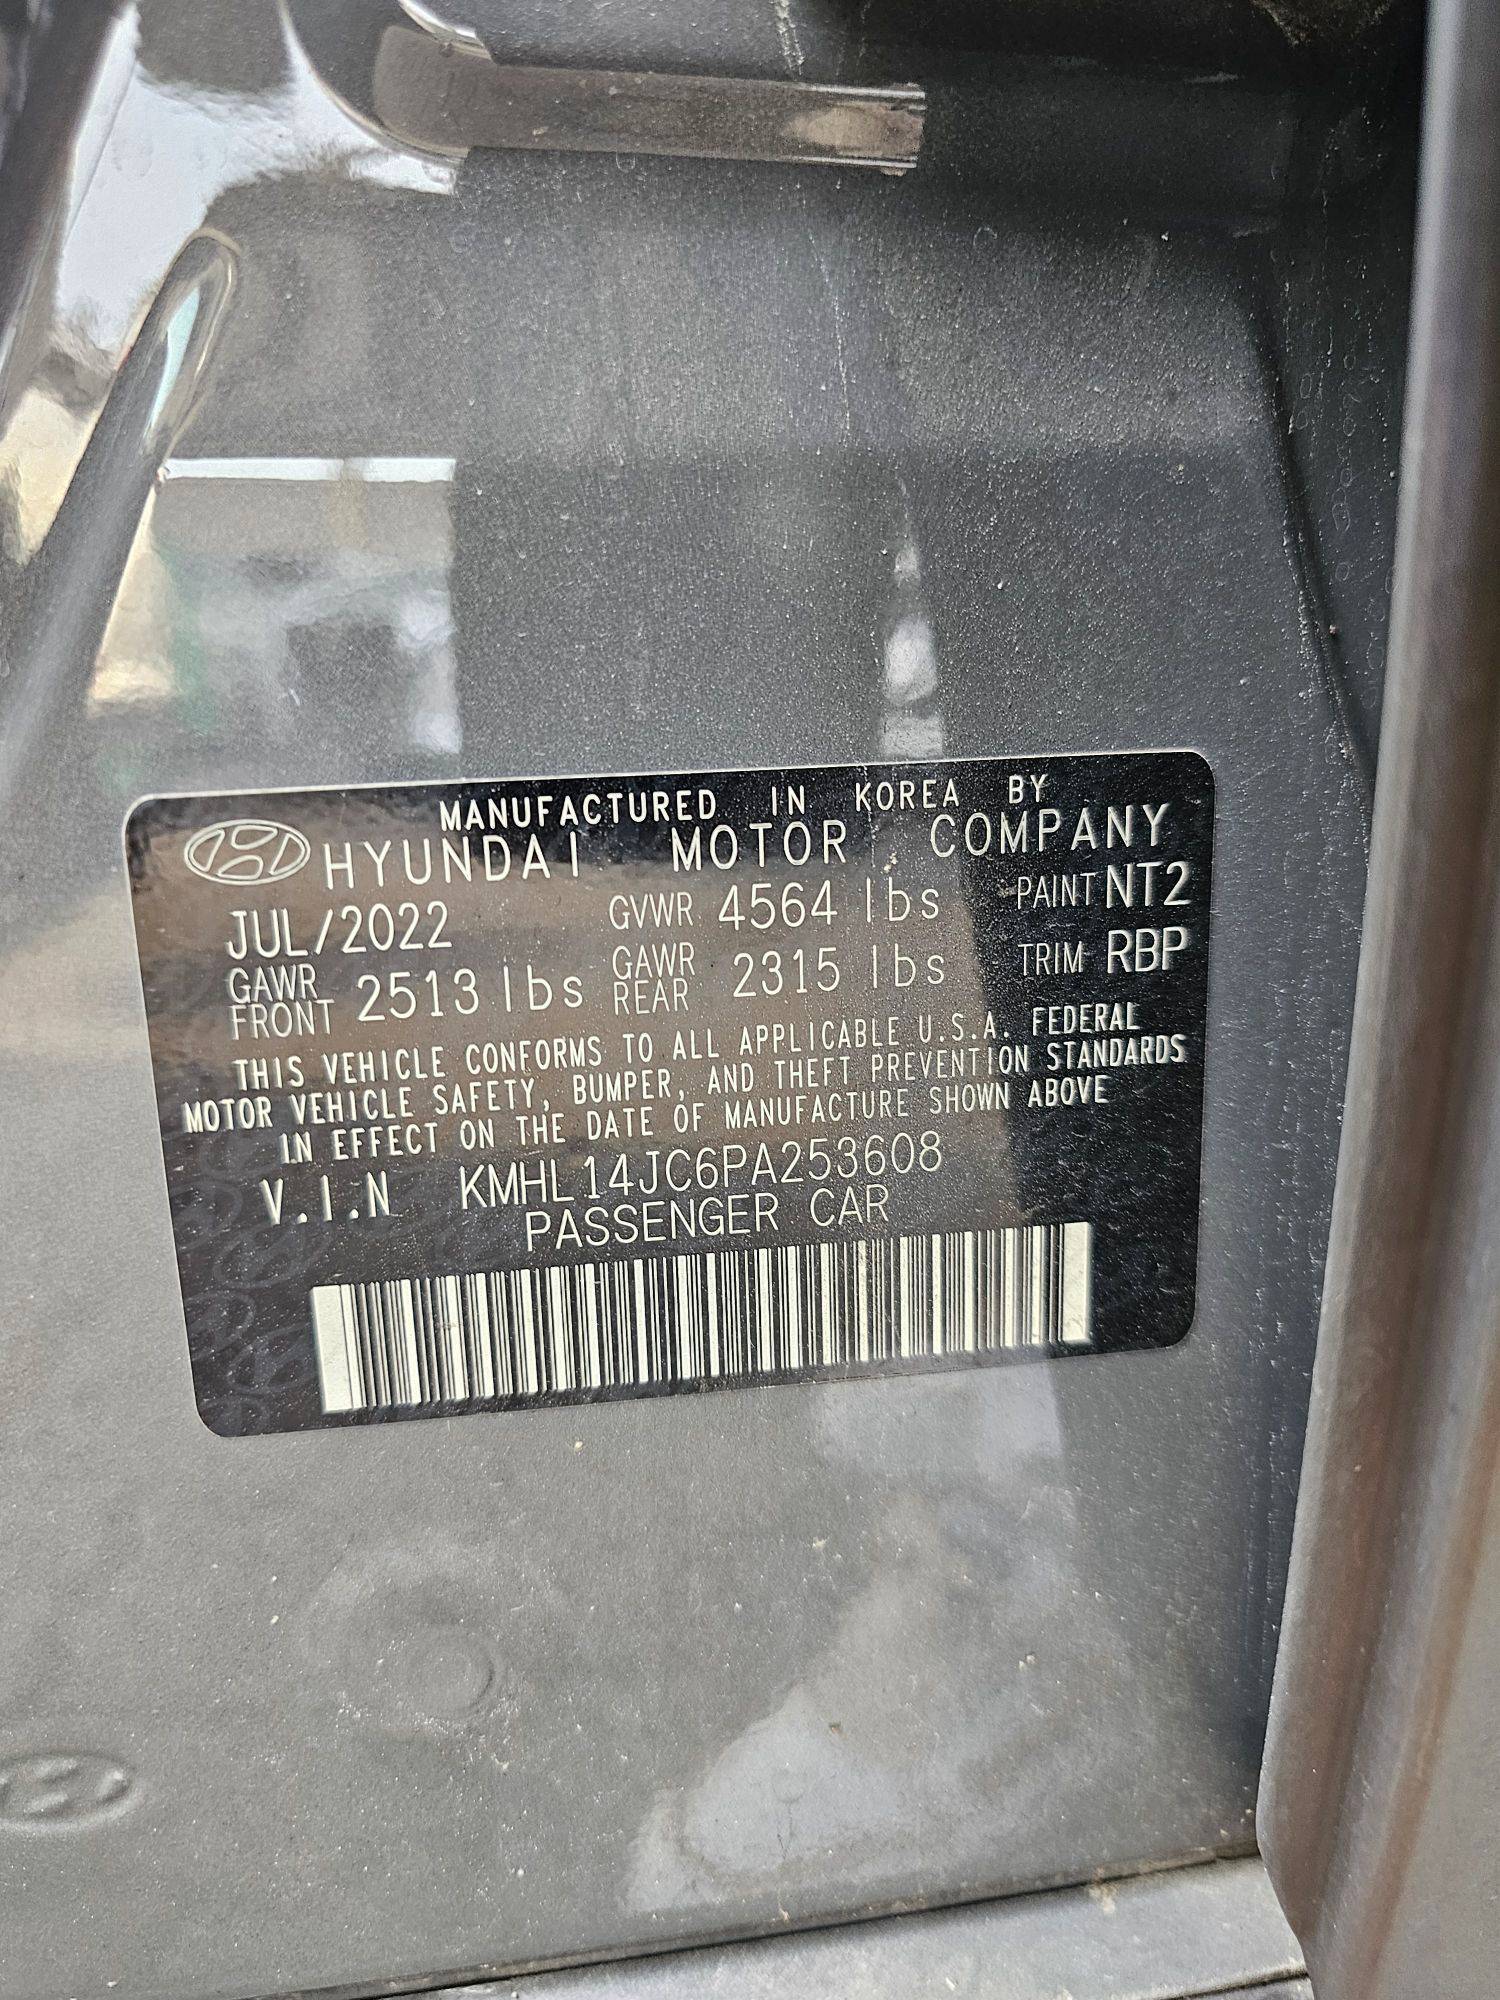 MANUFACTURED IN KOREA BY
HYUNDAI MOTOR COMPANY
JUL/2022 GVWR 4564 lbs PAINT NT2
GAWR FRONT 2513 lbs GAWR REAR 2315 lbs TRIM RBP
THIS VEHICLE CONFORMS TO ALL APPLICABLE U.S.A. FEDERAL
MOTOR VEHICLE SAFETY, BUMPER, AND THEFT PREVENTION STANDARDS
IN EFFECT ON THE DATE OF MANUFACTURE SHOWN ABOVE
V.I.N KMHL14JC6PA253608
PASSENGER CAR